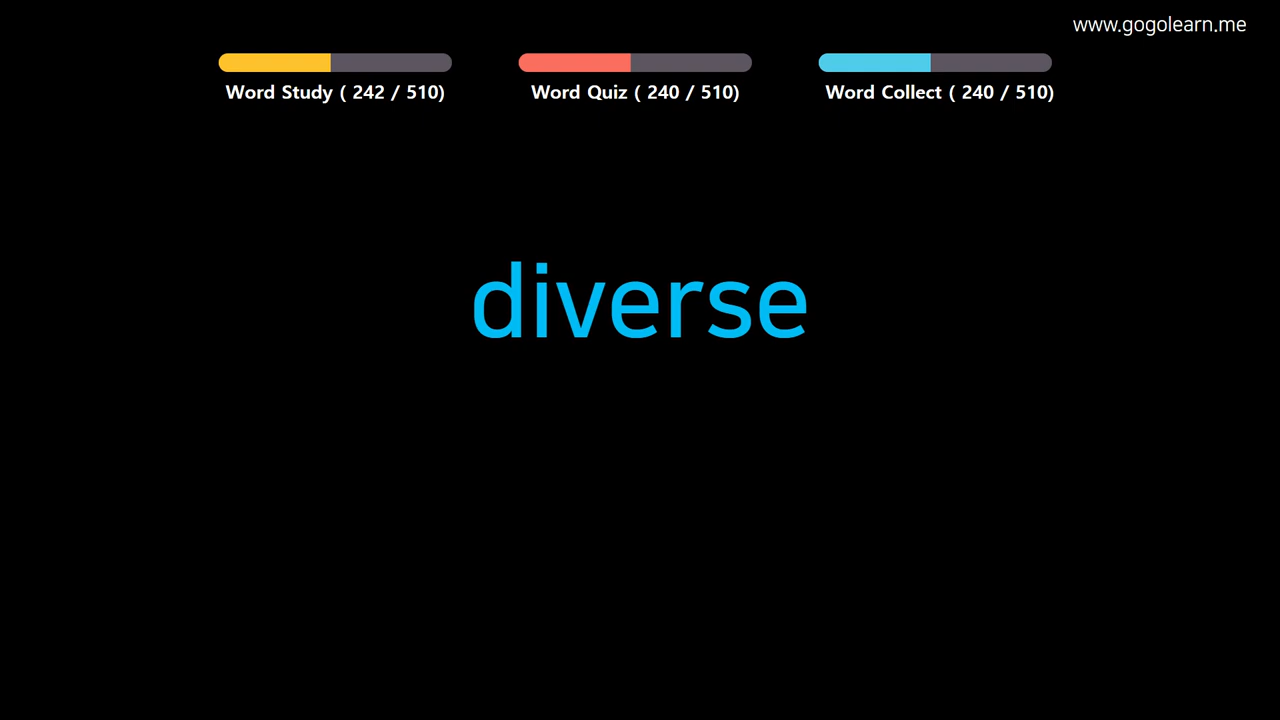 www.gogolearn.me
Word Study ( 242 / 510)
Word Quiz ( 240 / 510)
Word Collect ( 240 / 510)
diverse